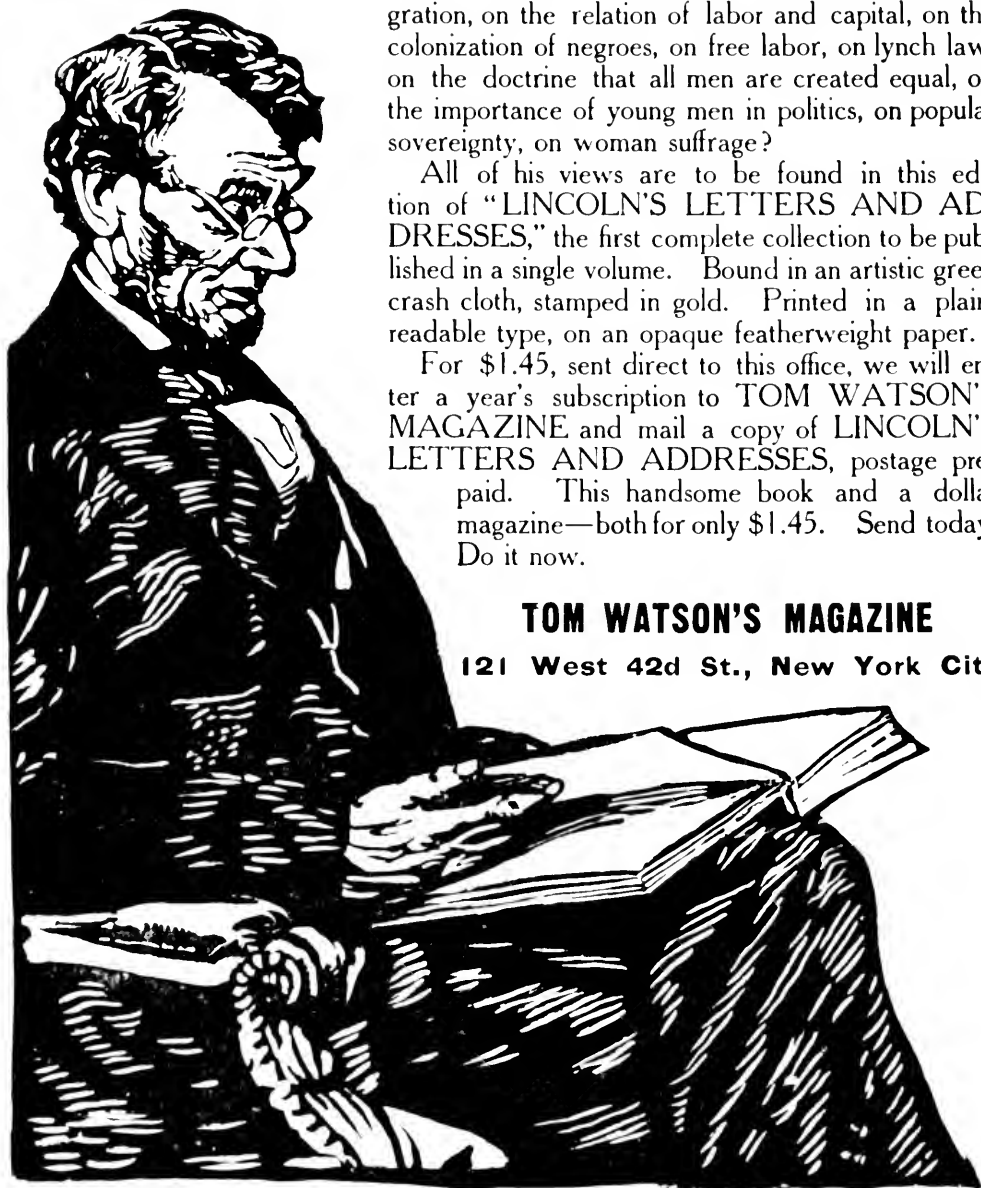 gration, on the relation of labor and capital, on th
colonization of negroes, on free labor, on lynch law
on the doctrine that all men are created equal, o
the importance of young men in politics, on popula
sovereignty, on woman suffrage?
All of his views are to be found in this ed
tion of "LINCOLN'S LETTERS AND AD
DRESSES," the first complete collection to be pub
lished in a single volume. Bound in an artistic gree
crash cloth, stamped in gold. Printed in a plain
readable type, on an opaque featherweight paper.
For $1.45, sent direct to this office, we will en
ter a year's subscription to TOM WATSON'
MAGAZINE and mail a copy of LINCOLN'
LETTERS AND ADDRESSES, postage pre
paid. This handsome book and a dolla
magazine—both for only $1.45. Send today
Do it now.
TOM WATSON'S MAGAZINE
121 West 42d St., New York Cit